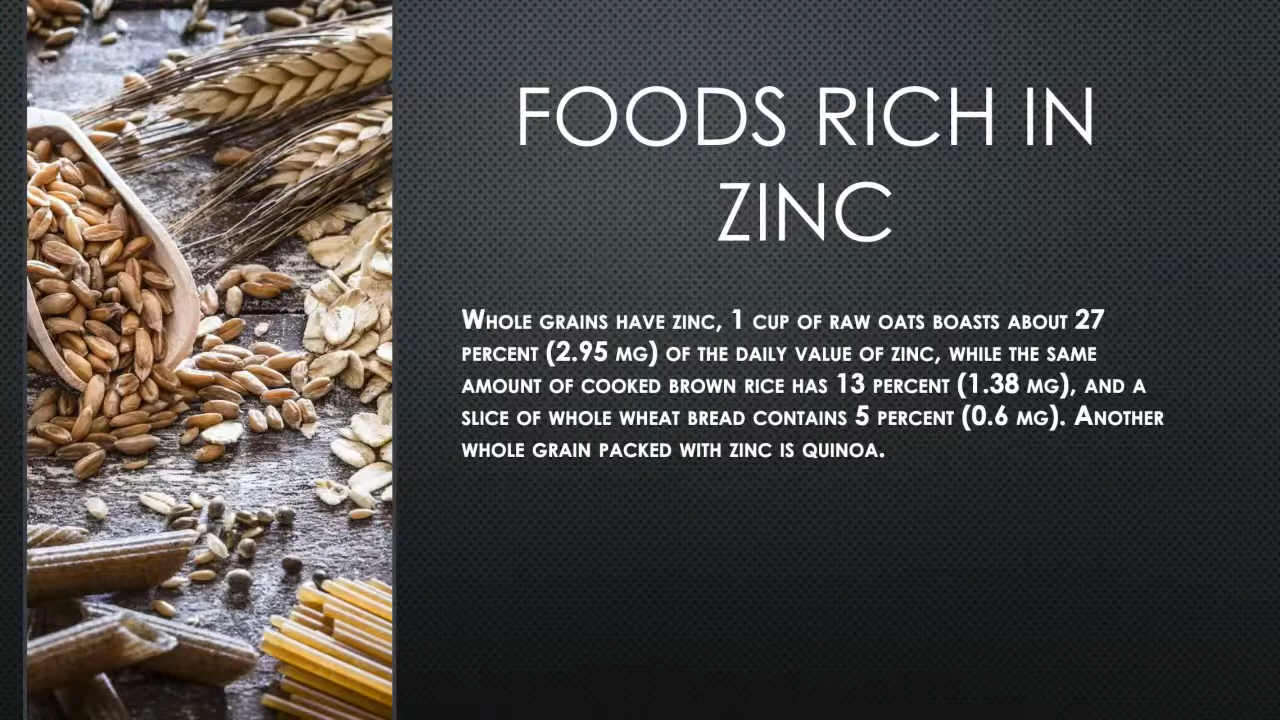 FOODS RICH IN
ZINC
Whole grains have zinc, 1 cup of raw oats boasts about 27
percent (2.95 mg) of the daily value of zinc, while the same
amount of cooked brown rice has 13 percent (1.38 mg), and a
slice of whole wheat bread contains 5 percent (0.6 mg). Another
whole grain packed with zinc is quinoa.